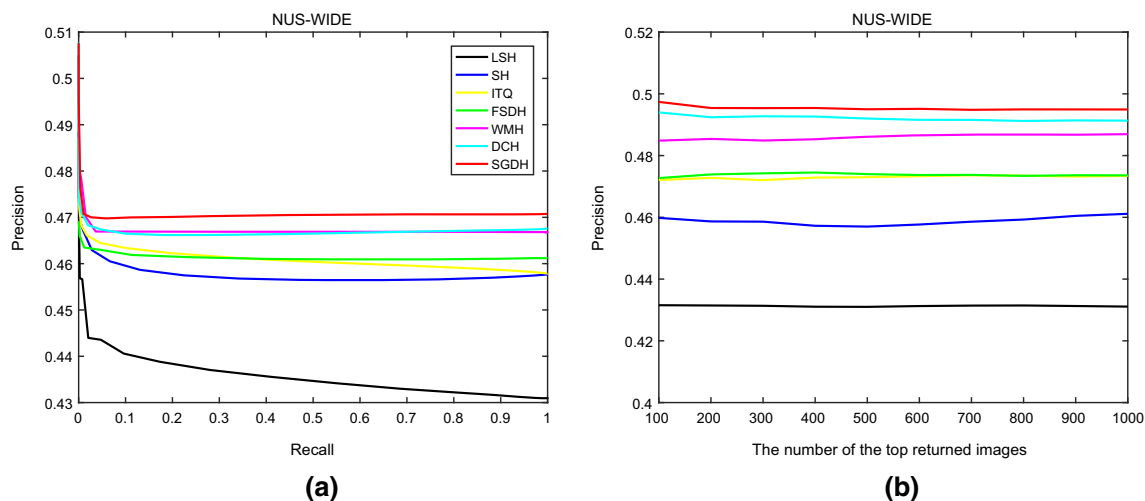 NUS-WIDE
0.51
0.5
0.49
0.48
0.47
0.46
0.45
0.44
0.43
Precision
0 0.1 0.2 0.3 0.4 0.5 0.6 0.7 0.8 0.9 1
Recall
LSH
SH
ITQ
FSDH
WMH
DCH
SGDH
(a)
NUS-WIDE
0.52
0.5
0.48
0.46
0.44
0.42
0.4
Precision
100 200 300 400 500 600 700 800 900 1000
The number of the top returned images
(b)